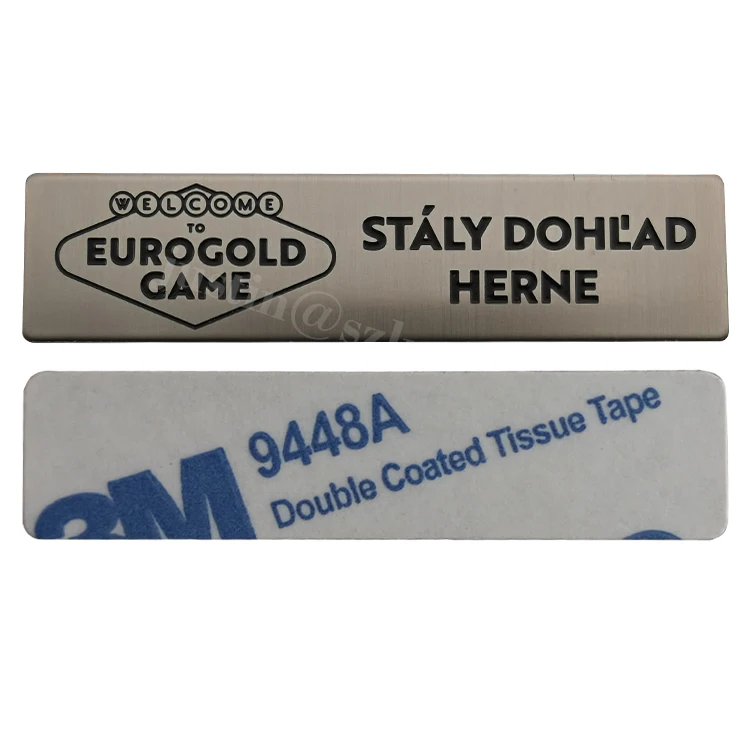 WELCOME
TO
EUROGOLD
GAME
STÁLY DOHĽAD
HERNE
3M
9448A
Double Coated Tissue Tape